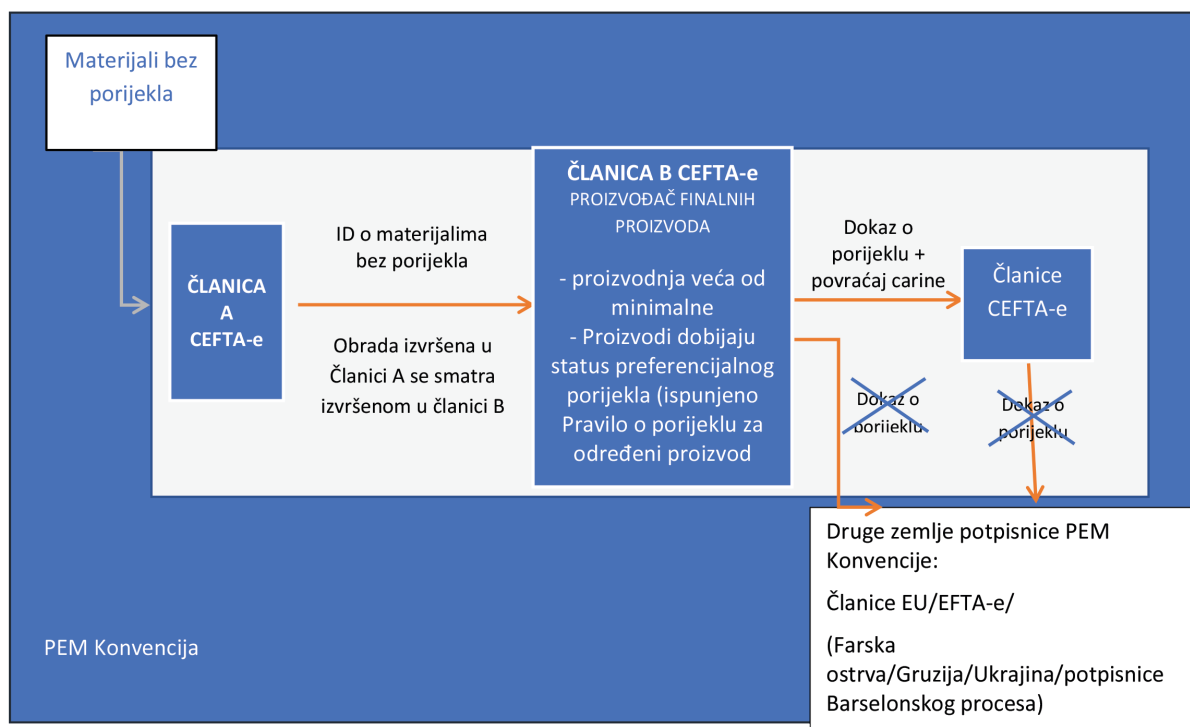 Materijali bez
porijekla
ČLANICA
A
CEFTA-e
ID o materijalima
bez porijekla
Obrada izvršena u
Članici A se smatra
izvršenom u članici B
ČLANICA B CEFTA-e
PROIZVOĐAČ FINALNIH
PROIZVODA
- proizvodnja veća od
minimalne
- Proizvodi dobijaju
status preferencijalnog
porijekla (ispunjeno
Pravilo o porijeklu za
određeni proizvod
Dokaz o
porijeklu +
povraćaj carine
Članice
CEFTA-e
Dokaz o
porijeklu
Dokaz o
porijeklu
Druge zemlje potpisnice PEM
Konvencije:
Članice EU/EFTA-e/
(Farska
ostrva/Gruzija/Ukrajina/potpisnice
Barselonskog procesa)
PEM Konvencija